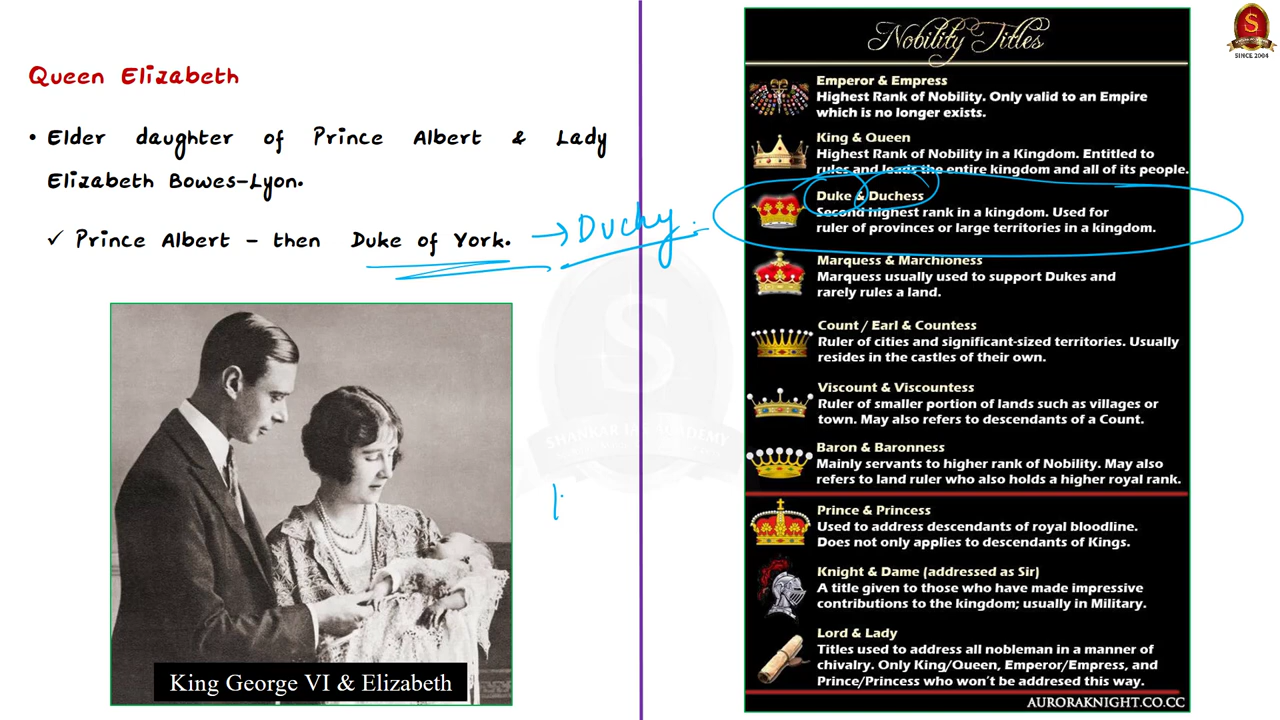 Queen Elizabeth
• Elder daughter of Prince Albert & Lady
Elizabeth Bowes-Lyon.
✓ Prince Albert – then Duke of York.
→ Duchy
King George VI & Elizabeth
SHANKAR IAS ACADEMY
Nobility Titles
Emperor & Empress
Highest Rank of Nobility. Only valid to an Empire
which is no longer exists.
King & Queen
Highest Rank of Nobility in a Kingdom. Entitled to
rules and leads the entire kingdom and all of its people.
Duke & Duchess
Second highest rank in a kingdom. Used for
ruler of provinces or large territories in a kingdom.
Marquess & Marchioness
Marquess usually used to support Dukes and
rarely rules a land.
Count / Earl & Countess
Ruler of cities and significant-sized territories. Usually
resides in the castles of their own.
Viscount & Viscountess
Ruler of smaller portion of lands such as villages or
town. May also refers to descendants of a Count.
Baron & Baronness
Mainly servants to higher rank of Nobility. May also
refers to land ruler who also holds a higher royal rank.
Prince & Princess
Used to address descendants of royal bloodline.
Does not only applies to descendants of Kings.
Knight & Dame (addressed as Sir)
A title given to those who have made impressive
contributions to the kingdom; usually in Military.
Lord & Lady
Titles used to address all nobleman in a manner of
chivalry. Only King/Queen, Emperor/Empress, and
Prince/Princess who won't be addresed this way.
AURORAKNIGHT.CO.CC
S
SINCE 2004